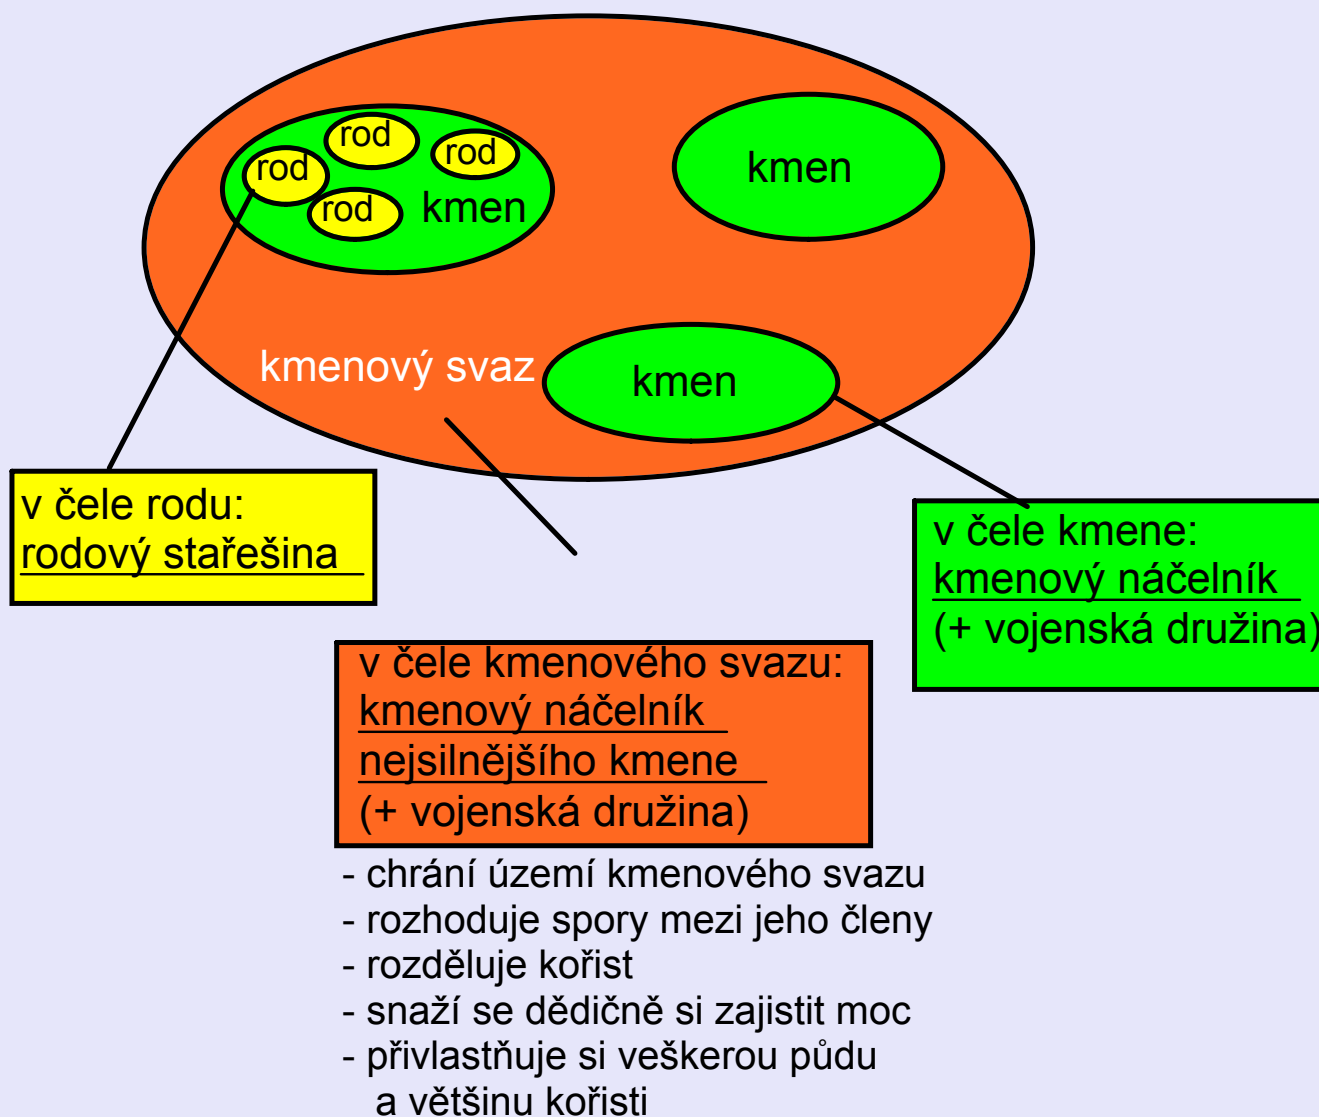 rod
rod
rod
rod
kmen
kmen
kmenový svaz
kmen
v čele rodu:
rodový stařešina
v čele kmene:
kmenový náčelník
(+ vojenská družina)
v čele kmenového svazu:
kmenový náčelník
nejsilnějšího kmene
(+ vojenská družina)
- chrání území kmenového svazu
- rozhoduje spory mezi jeho členy
- rozděluje kořist
- snaží se dědičně si zajistit moc
- přivlastňuje si veškerou půdu
a většinu kořisti